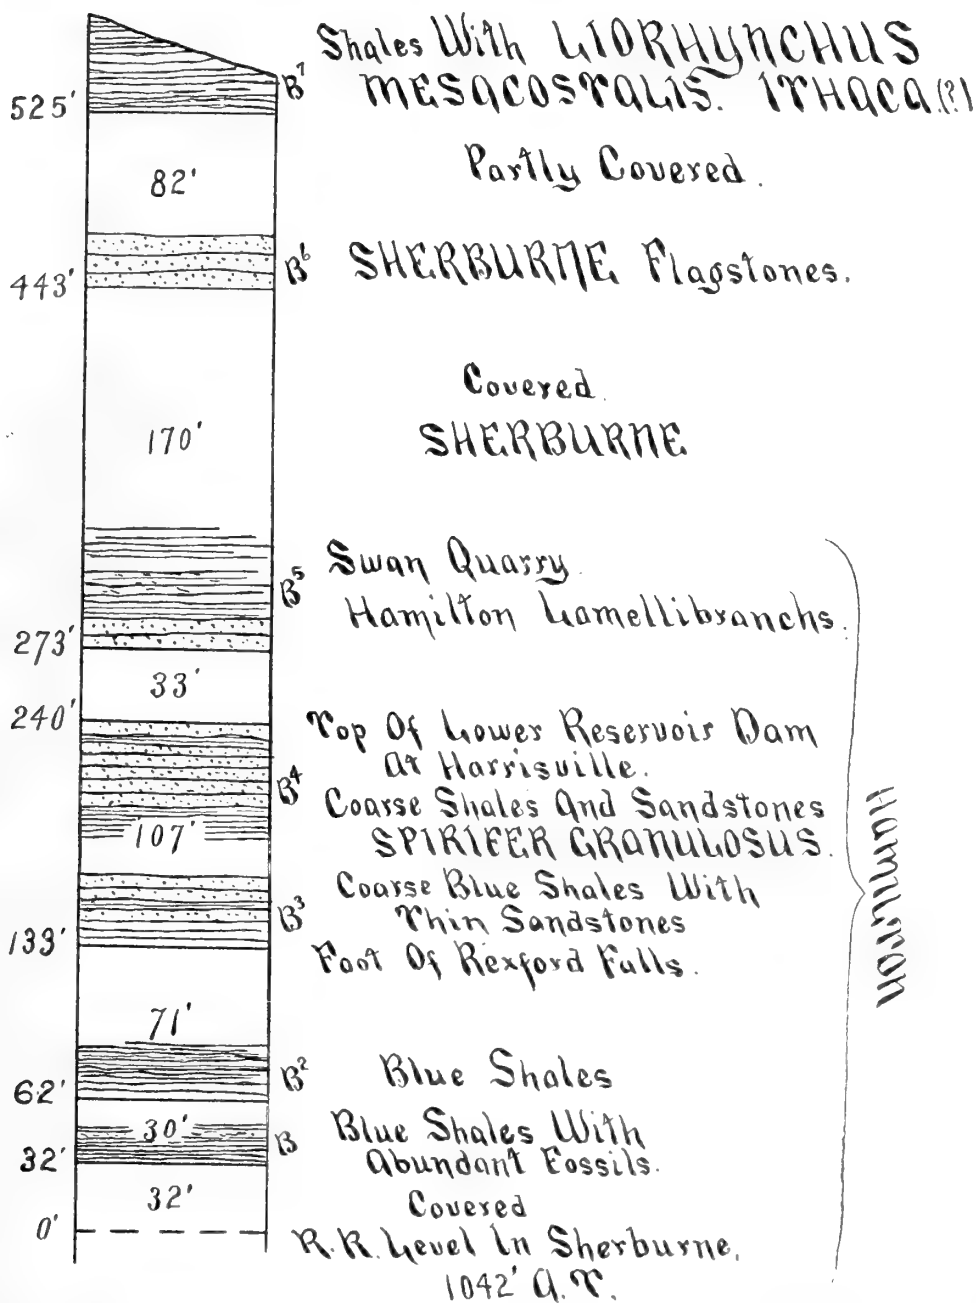 Shales With LIORHYNCHUS
B⁷ MESACOSTALIS. ITHACA.(?)
525'
82' Partly Covered.
B⁶ SHERBURNE Flagstones.
443'
Covered.
170' SHERBURNE
Swan Quarry.
B⁵ Hamilton Lamellibranchs.
273'
33'
240' Top Of Lower Reservoir Dam
At Harrisville.
B⁴ Coarse Shales And Sandstones
107' SPIRIFER GRANULOSUS.
Coarse Blue Shales With
B³ Thin Sandstones
133' Foot Of Rexford Falls.
71'
B² Blue Shales
62'
30' B Blue Shales With
32' Abundant Fossils.
32' Covered
0' R.R. Level In Sherburne,
1042' A.T.
HAMILTON